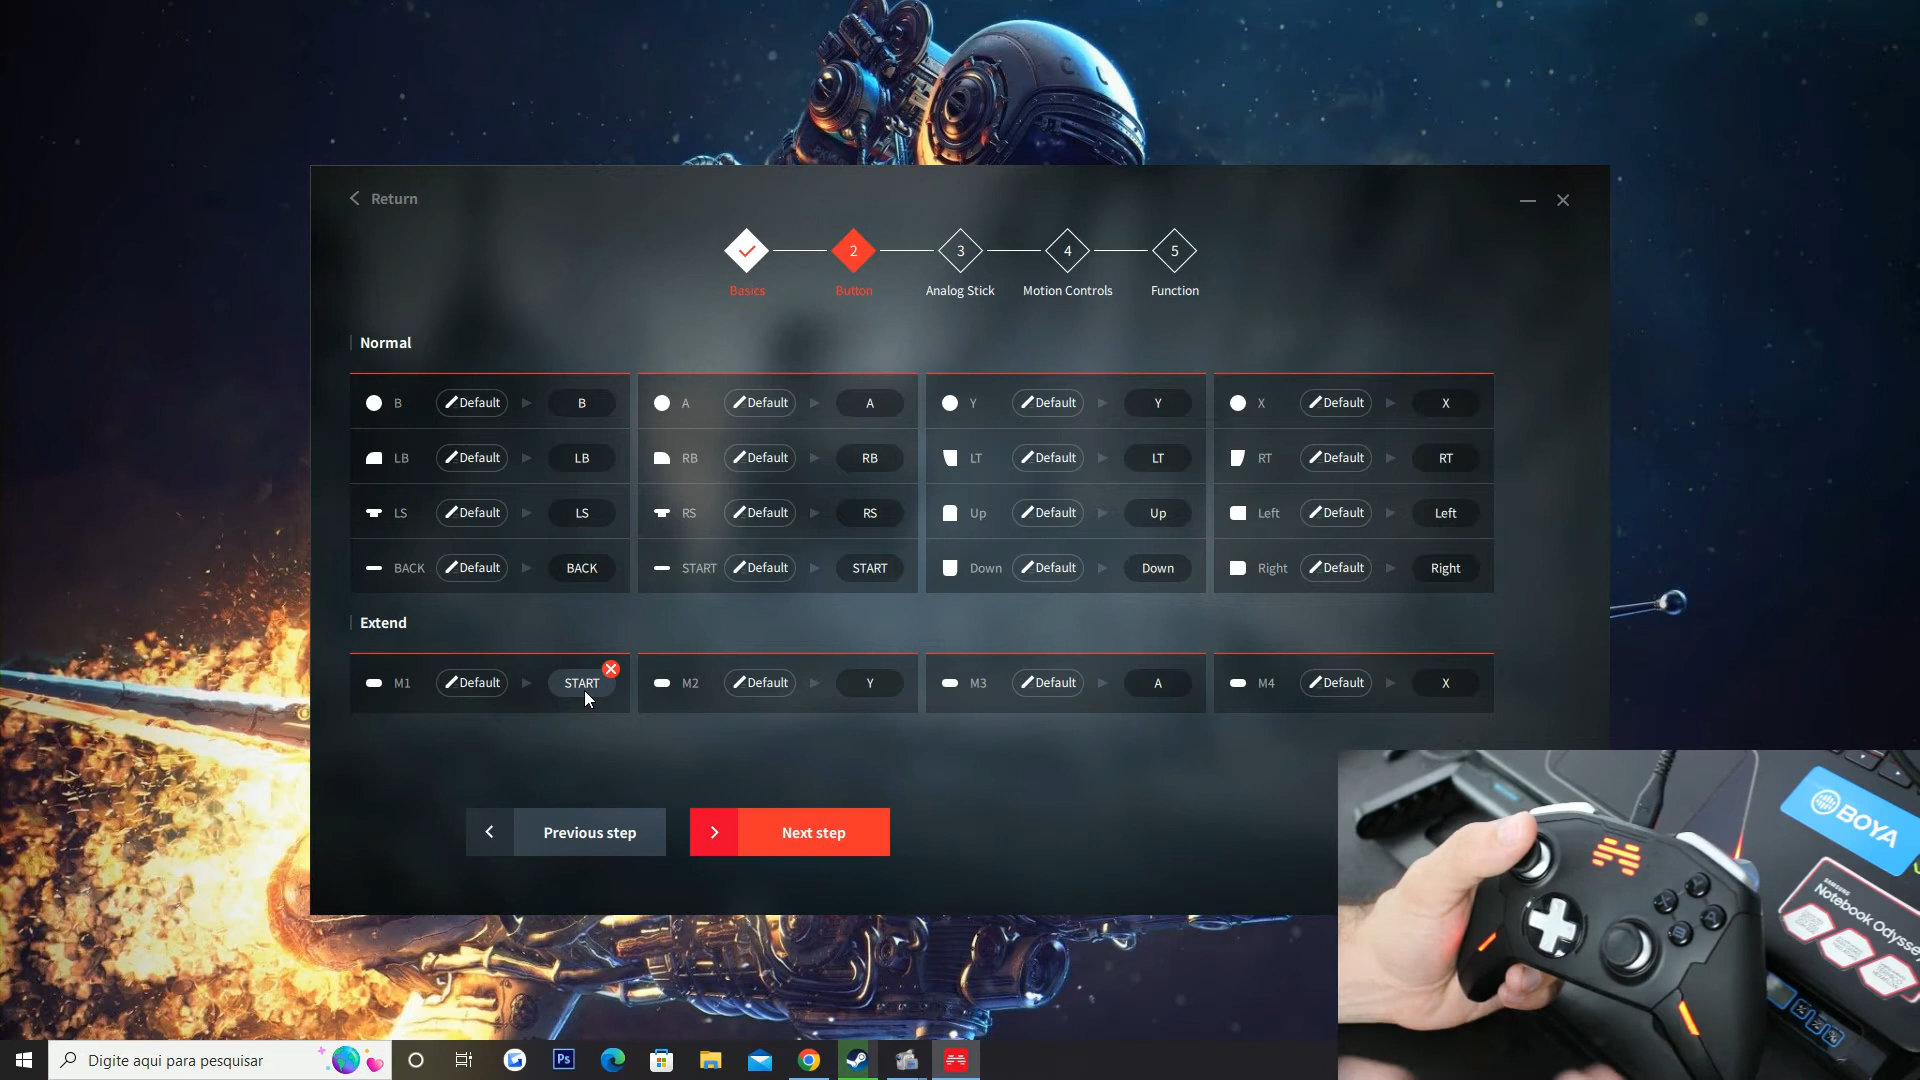 Return
2
3
4
5
Basics
Button
Analog Stick
Motion Controls
Function
Normal
B Default B
A Default A
Y Default Y
X Default X
LB Default LB
RB Default RB
LT Default LT
RT Default RT
LS Default LS
RS Default RS
Up Default Up
Left Default Left
BACK Default BACK
START Default START
Down Default Down
Right Default Right
Extend
M1 Default START
M2 Default Y
M3 Default A
M4 Default X
Previous step
Next step
BOYA
SAMSUNG
Notebook Odyssey
Y
X
A
B
Digite aqui para pesquisar
Ps